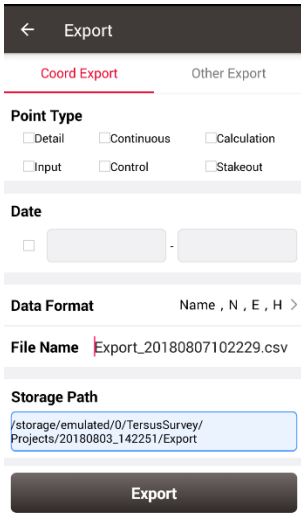 Export
Coord Export Other Export
Point Type
Detail Continuous Calculation
Input Control Stakeout
Date
-
Data Format Name , N , E , H >
File Name Export_20180807102229.csv
Storage Path
/storage/emulated/0/TersusSurvey/
Projects/20180803_142251/Export
Export